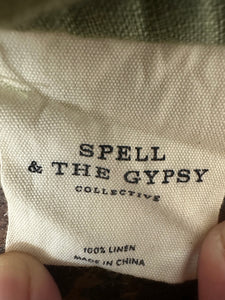 SPELL
& THE GYPSY
COLLECTIVE
100% LINEN
MADE IN CHINA